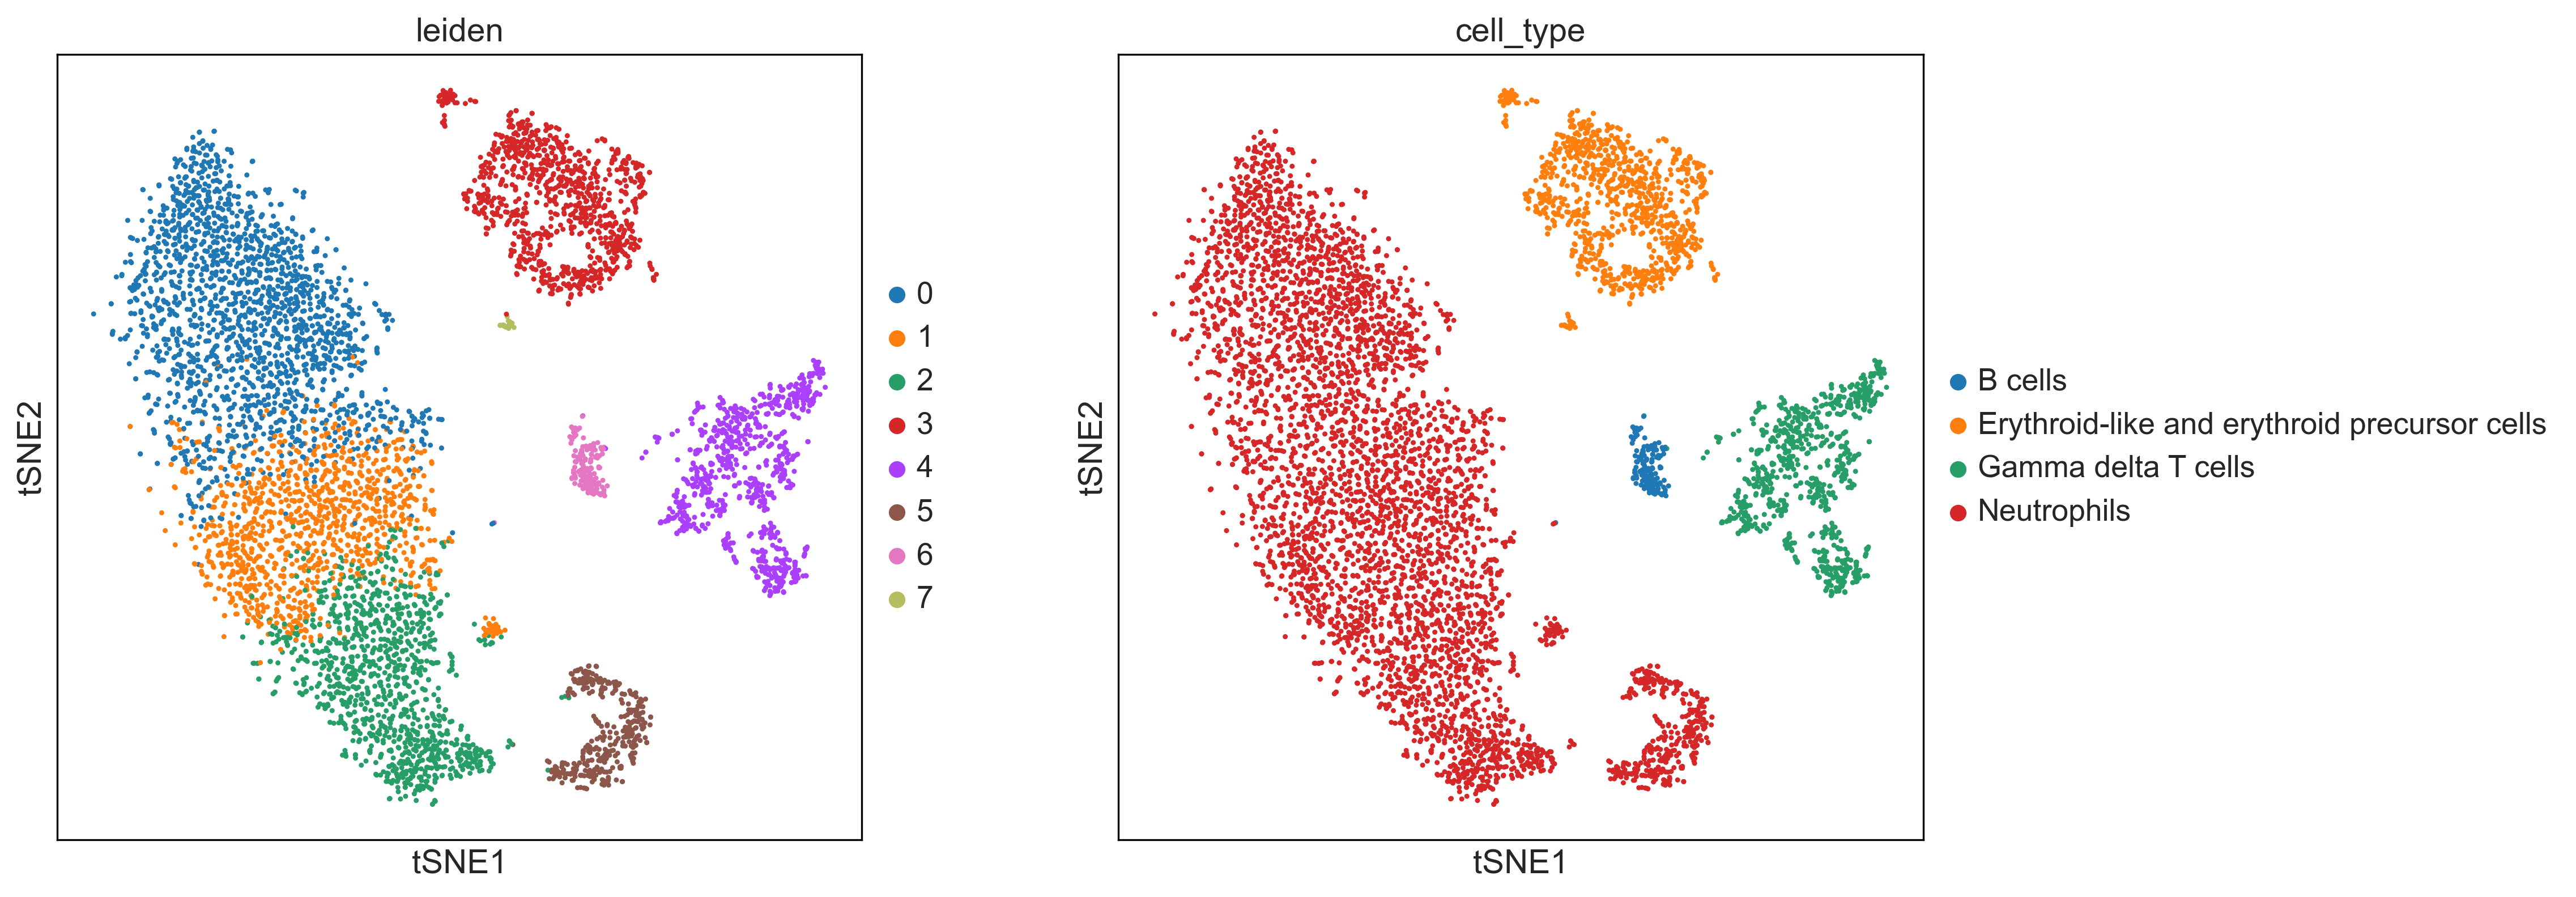 leiden
tSNE2
tSNE1
0
1
2
3
4
5
6
7
cell_type
tSNE2
tSNE1
B cells
Erythroid-like and erythroid precursor cells
Gamma delta T cells
Neutrophils